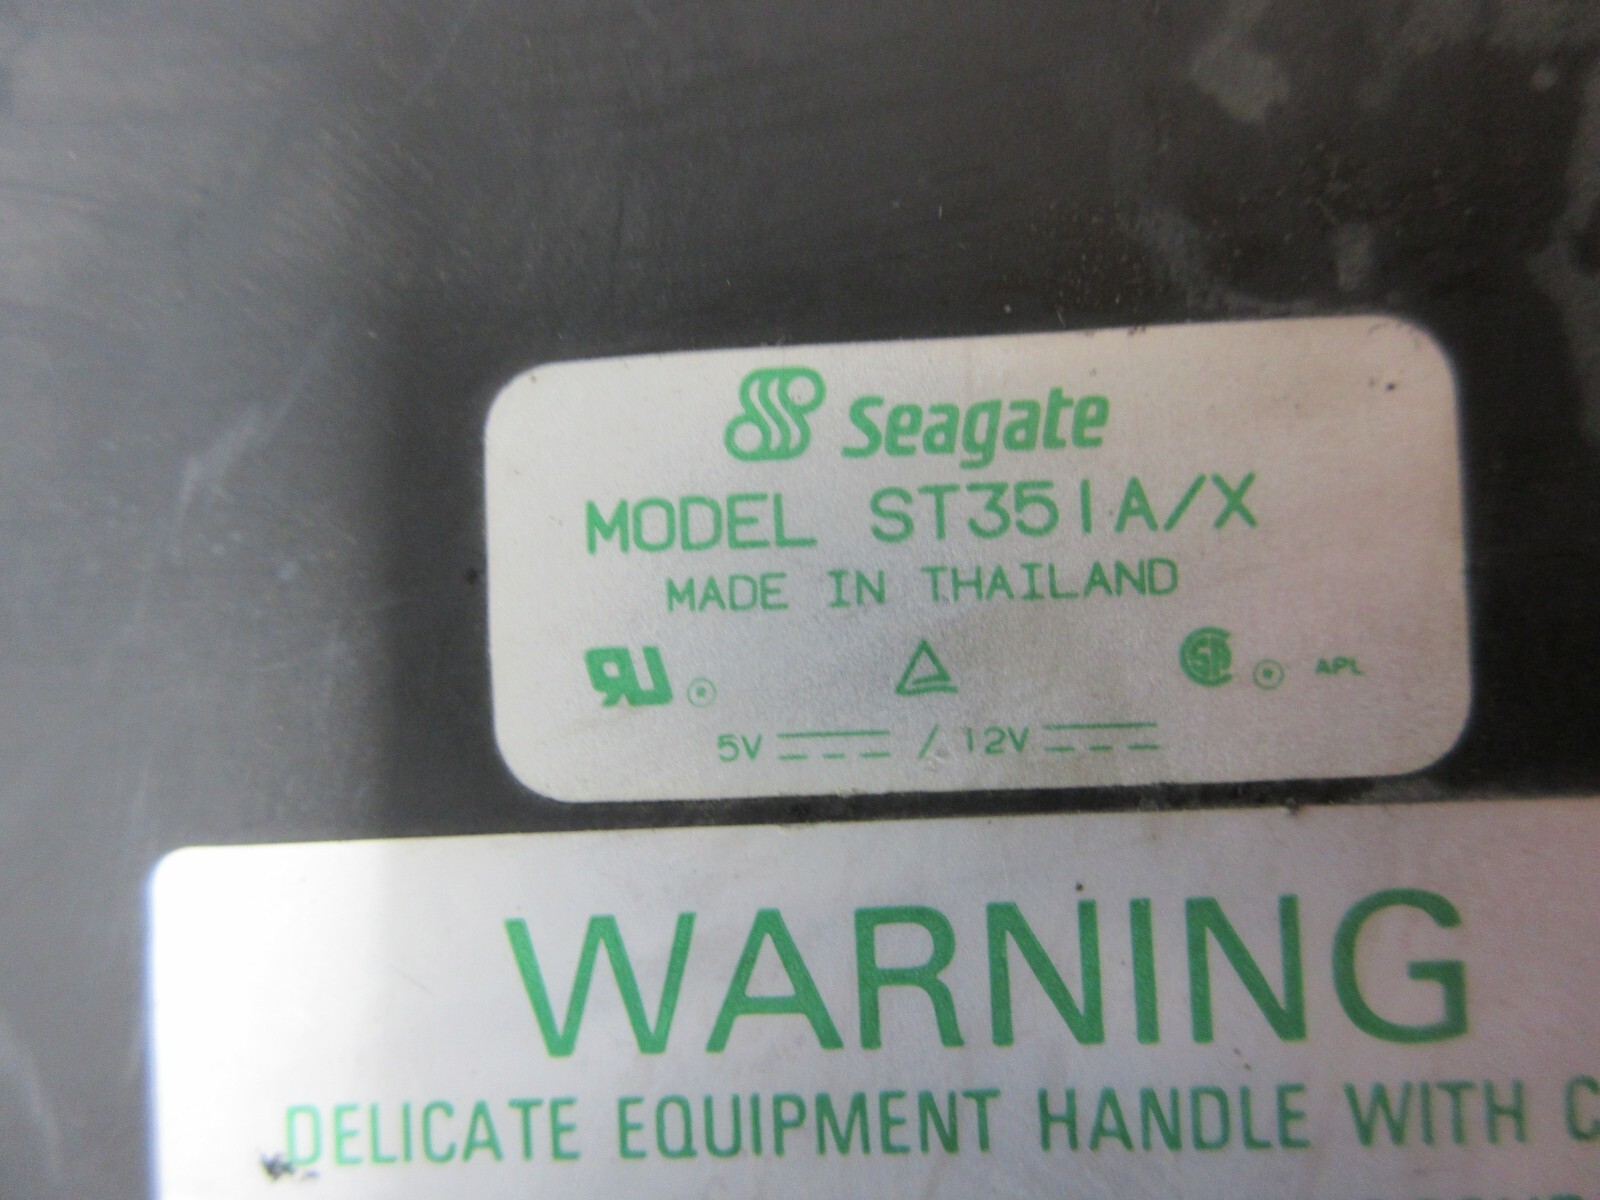 Seagate
MODEL ST351A/X
MADE IN THAILAND
APL
5V / 12V
WARNING
DELICATE EQUIPMENT HANDLE WITH